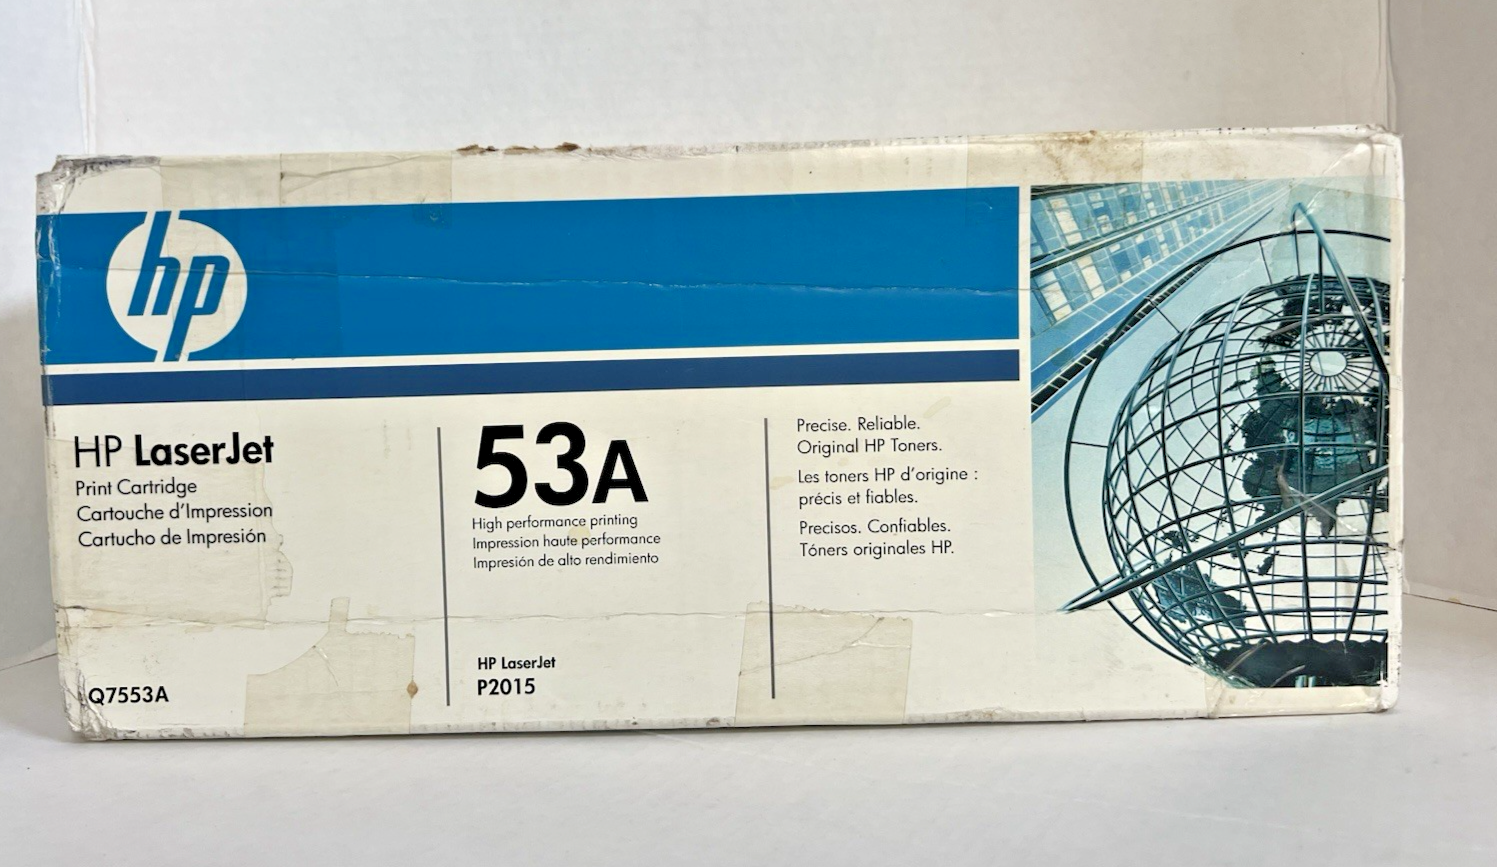 hp
HP LaserJet
Print Cartridge
Cartouche d'Impression
Cartucho de Impresión
Q7553A
53A
High performance printing
Impression haute performance
Impresión de alto rendimiento
HP LaserJet
P2015
Precise. Reliable.
Original HP Toners.
Les toners HP d'origine :
précis et fiables.
Precisos. Confiables.
Tóners originales HP.